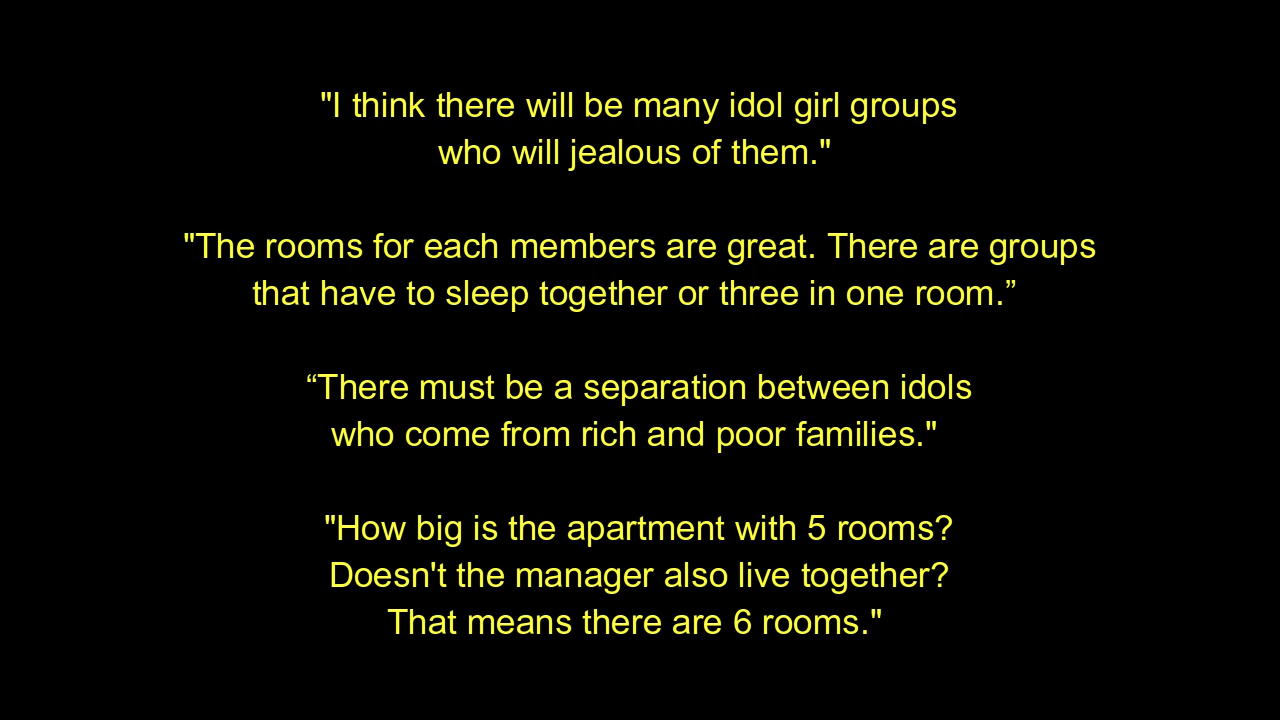 "I think there will be many idol girl groups
who will jealous of them."
"The rooms for each members are great. There are groups
that have to sleep together or three in one room.”
“There must be a separation between idols
who come from rich and poor families."
"How big is the apartment with 5 rooms?
Doesn't the manager also live together?
That means there are 6 rooms."